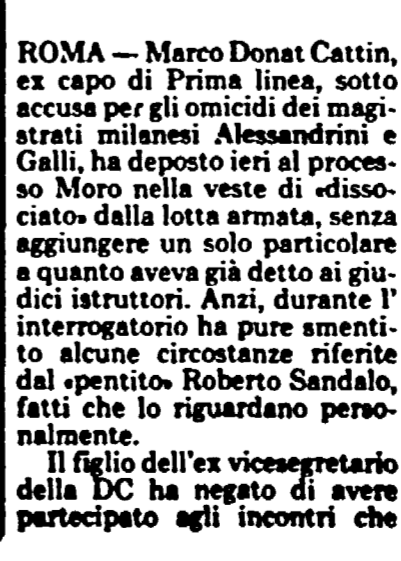 ROMA — Marco Donat Cattin,
ex capo di Prima linea, sotto
accusa per gli omicidi dei magi-
strati milanesi Alessandrini e
Galli, ha deposto ieri al proces-
so Moro nella veste di «disso-
ciato» dalla lotta armata, senza
aggiungere un solo particolare
a quanto aveva già detto ai giu-
dici istruttori. Anzi, durante l'
interrogatorio ha pure smenti-
to alcune circostanze riferite
dal «pentito» Roberto Sandalo,
fatti che lo riguardano perso-
nalmente.
Il figlio dell'ex vicesegretario
della DC ha negato di avere
partecipato agli incontri che